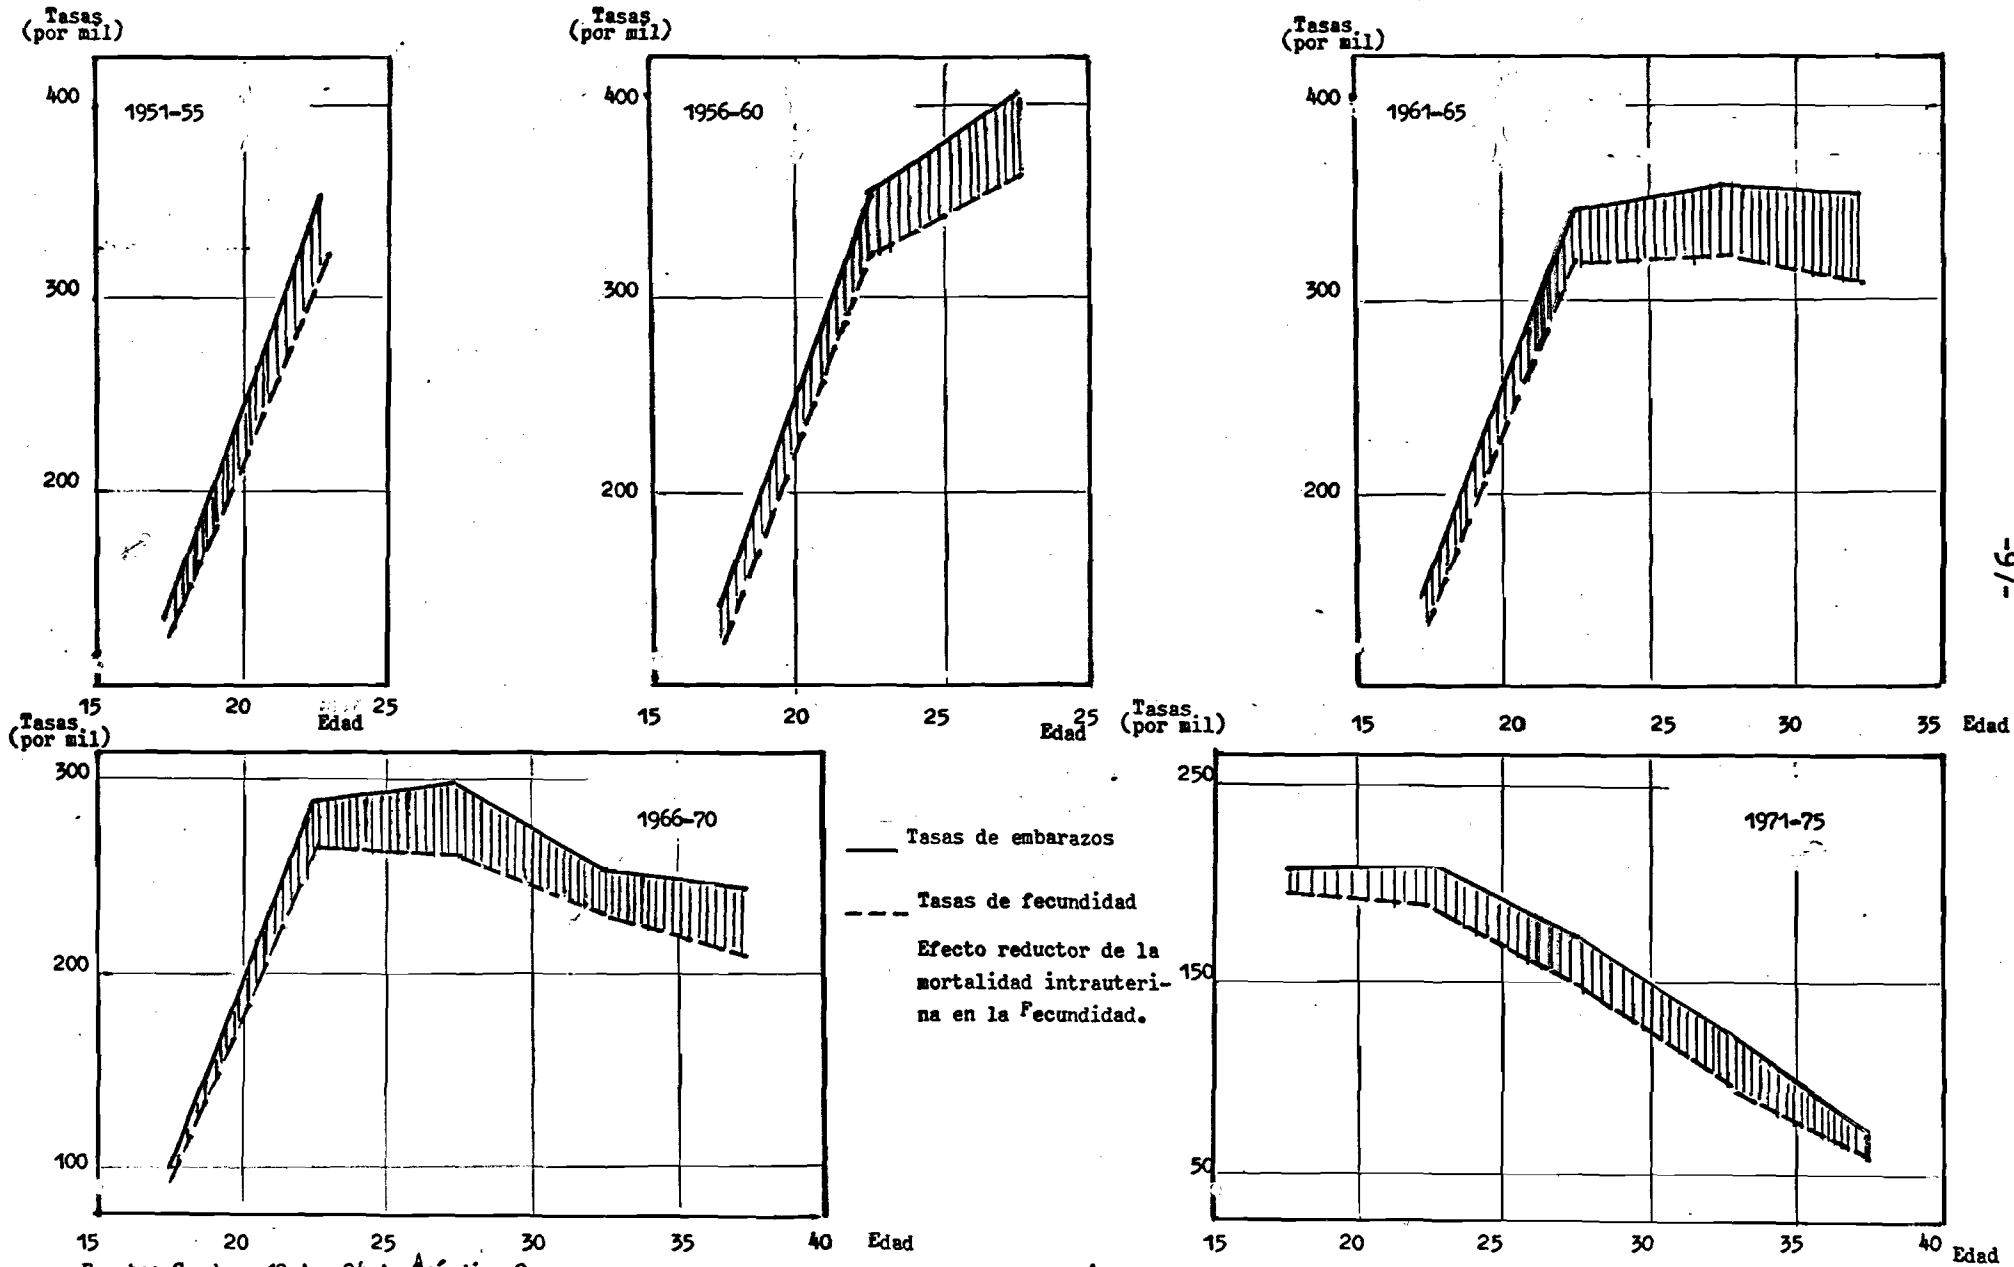 Tasas
(por mil)
400
300
200
1951-55
15 20 25
Edad
Tasas
(por mil)
400
300
200
1956-60
15 20 25 25
Edad
Tasas
(por mil)
400
300
200
1961-65
15 20 25 30 35 Edad
Tasas
(por mil)
300
200
100
1966-70
15 20 25 30 35 40 Edad
Tasas de embarazos
Tasas de fecundidad
Efecto reductor de la
mortalidad intrauteri-
na en la Fecundidad.
Tasas
(por mil)
250
150
50
1971-75
15 20 25 30 35 40 Edad